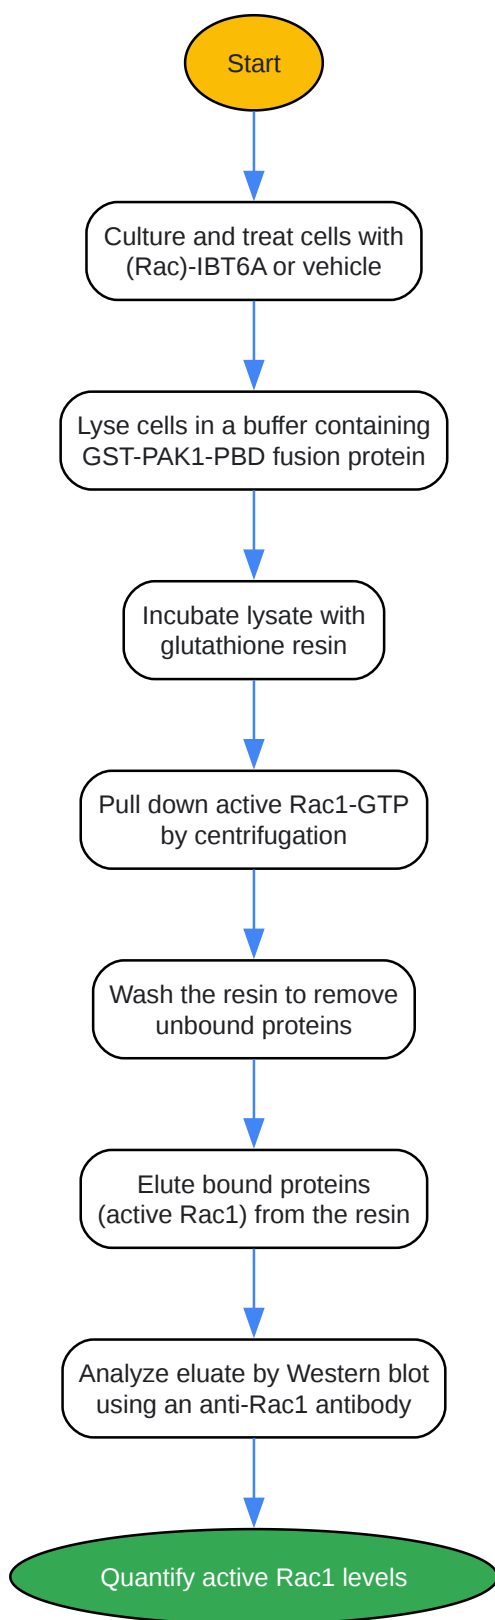 Start
Culture and treat cells with
(Rac)-IBT6A or vehicle
Lyse cells in a buffer containing
GST-PAK1-PBD fusion protein
Incubate lysate with
glutathione resin
Pull down active Rac1-GTP
by centrifugation
Wash the resin to remove
unbound proteins
Elute bound proteins
(active Rac1) from the resin
Analyze eluate by Western blot
using an anti-Rac1 antibody
Quantify active Rac1 levels